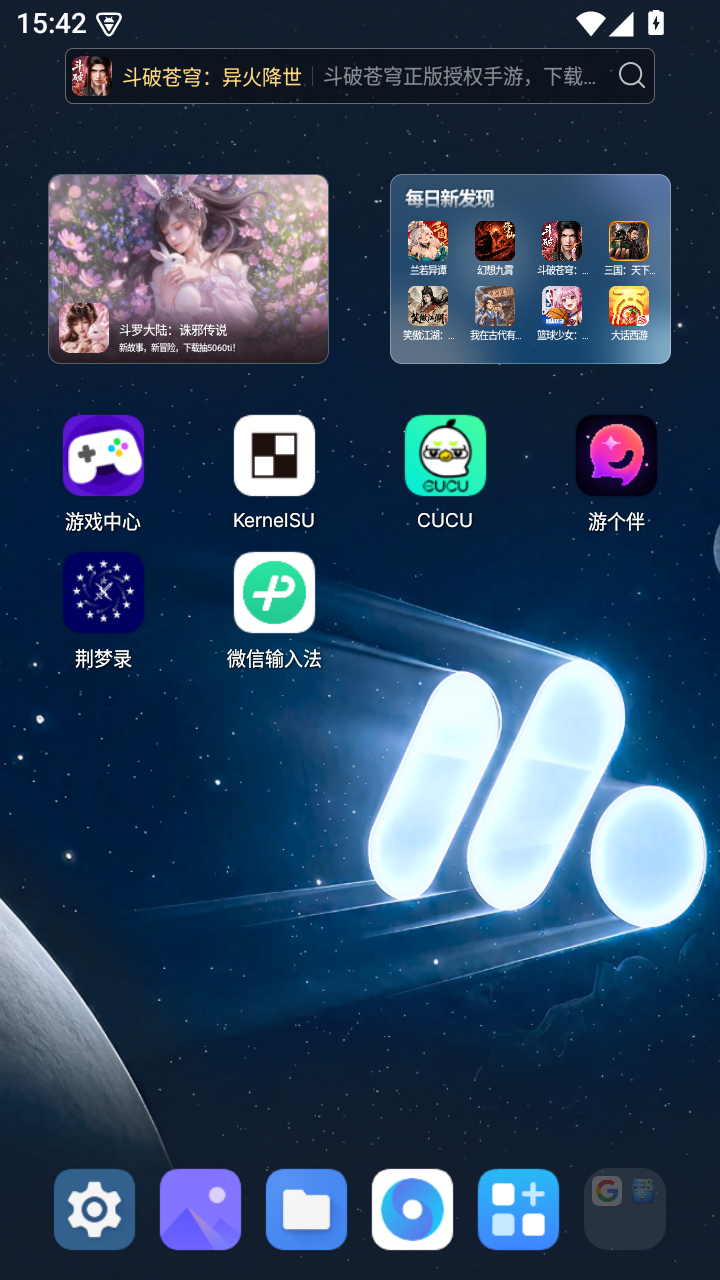 15:42
斗破苍穹：异火降世 斗破苍穹正版授权手游，下载...
每日新发现
兰若异谭 幻想九霄 斗破苍穹：... 三国：天下...
笑傲江湖：... 我在古代有... 篮球少女：... 大话西游
斗罗大陆：诛邪传说
新故事，新冒险，下载抽5060ti！
游戏中心 KernelSU CUCU 游个伴
荆梦录 微信输入法